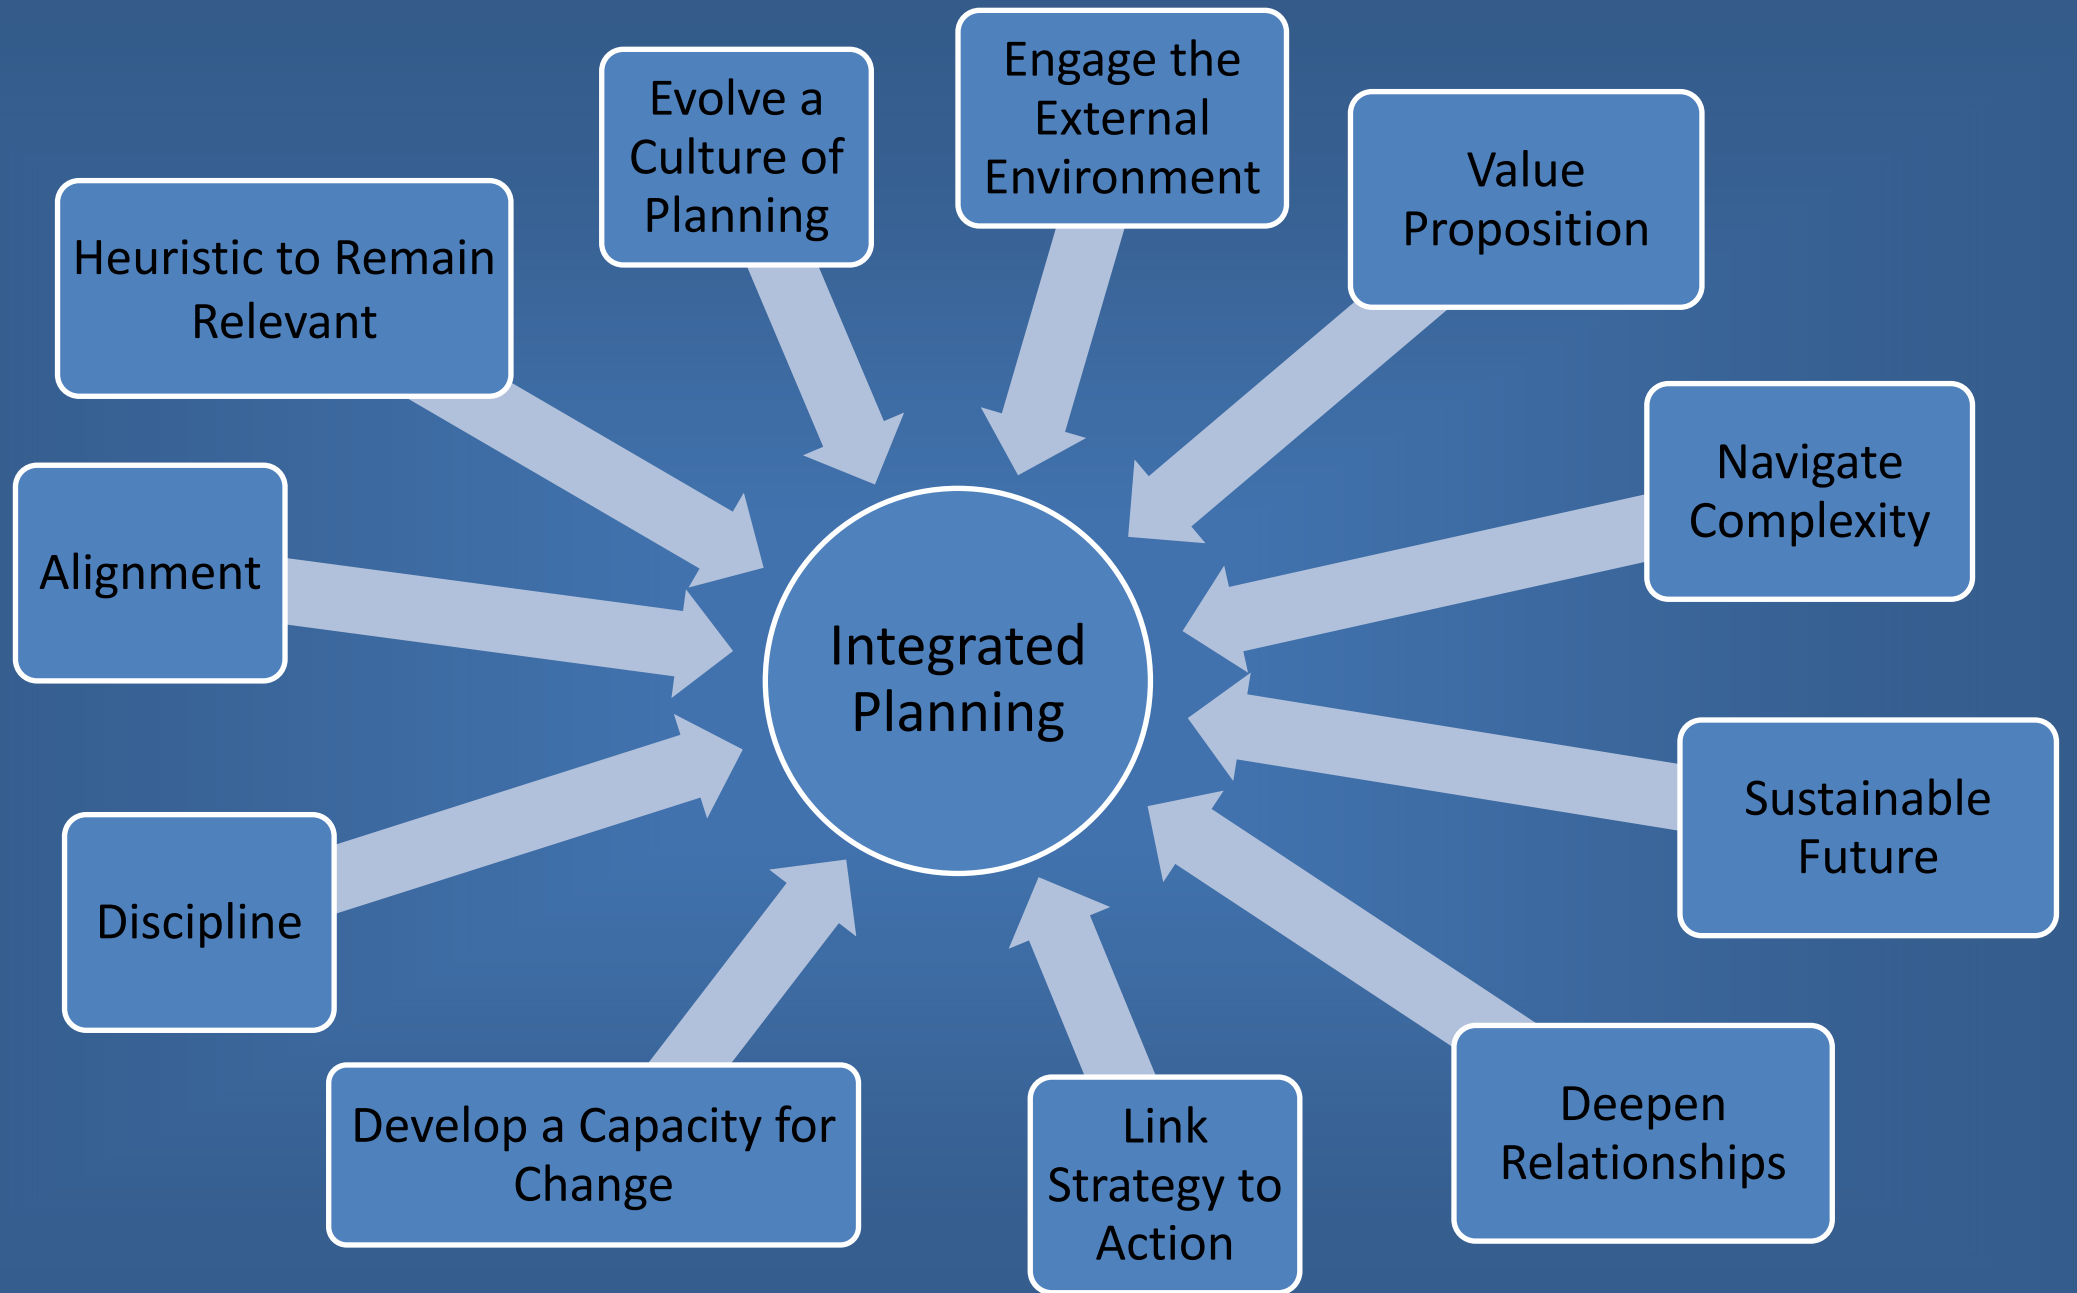 Engage the
External
Environment
Evolve a
Culture of
Planning
Value
Proposition
Heuristic to Remain
Relevant
Navigate
Complexity
Alignment
Integrated
Planning
Sustainable
Future
Discipline
Develop a Capacity for
Change
Link
Strategy to
Action
Deepen
Relationships